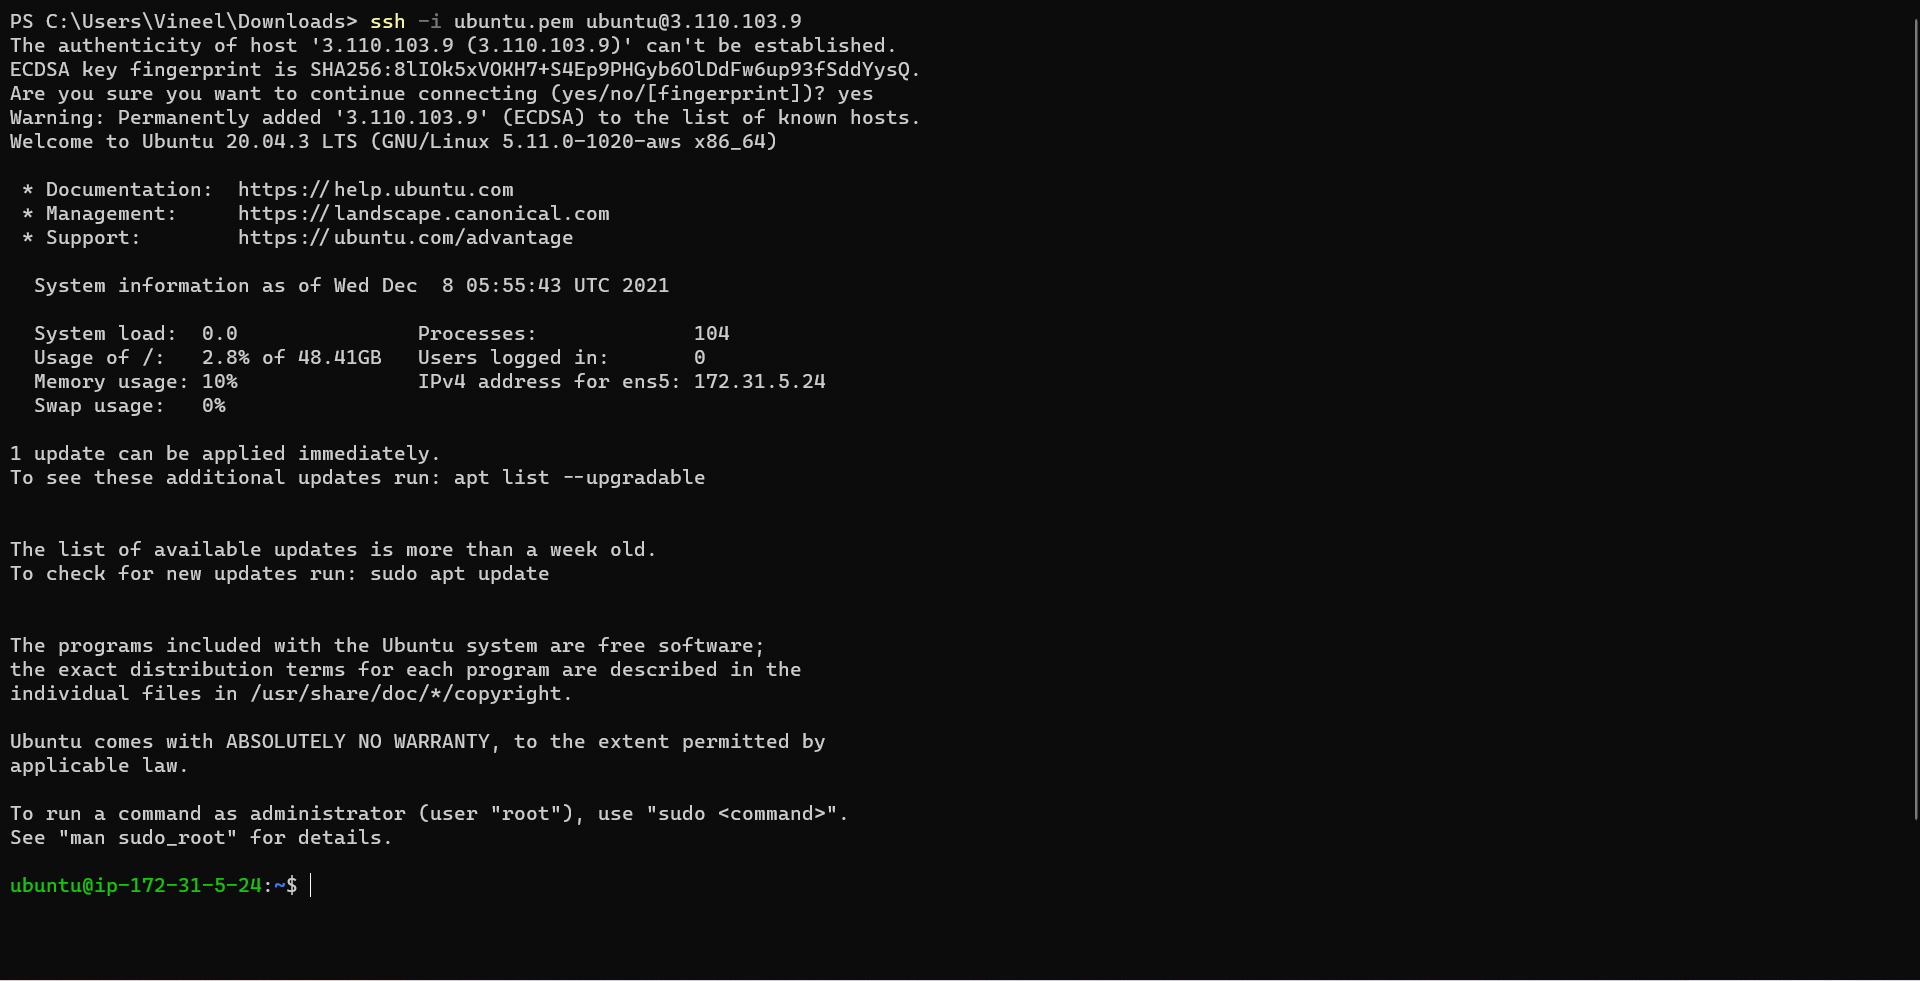 PS C:\Users\Vineel\Downloads> ssh -i ubuntu.pem ubuntu@3.110.103.9
The authenticity of host '3.110.103.9 (3.110.103.9)' can't be established.
ECDSA key fingerprint is SHA256:8lIOk5xVOKH7+S4Ep9PHGyb6OlDdFw6up93fSddYysQ.
Are you sure you want to continue connecting (yes/no/[fingerprint])? yes
Warning: Permanently added '3.110.103.9' (ECDSA) to the list of known hosts.
Welcome to Ubuntu 20.04.3 LTS (GNU/Linux 5.11.0-1020-aws x86_64)

 * Documentation:  https://help.ubuntu.com
 * Management:     https://landscape.canonical.com
 * Support:        https://ubuntu.com/advantage

  System information as of Wed Dec  8 05:55:43 UTC 2021

  System load:  0.0               Processes:             104
  Usage of /:   2.8% of 48.41GB   Users logged in:       0
  Memory usage: 10%               IPv4 address for ens5: 172.31.5.24
  Swap usage:   0%

1 update can be applied immediately.
To see these additional updates run: apt list --upgradable


The list of available updates is more than a week old.
To check for new updates run: sudo apt update


The programs included with the Ubuntu system are free software;
the exact distribution terms for each program are described in the
individual files in /usr/share/doc/*/copyright.

Ubuntu comes with ABSOLUTELY NO WARRANTY, to the extent permitted by
applicable law.

To run a command as administrator (user "root"), use "sudo <command>".
See "man sudo_root" for details.

ubuntu@ip-172-31-5-24:~$